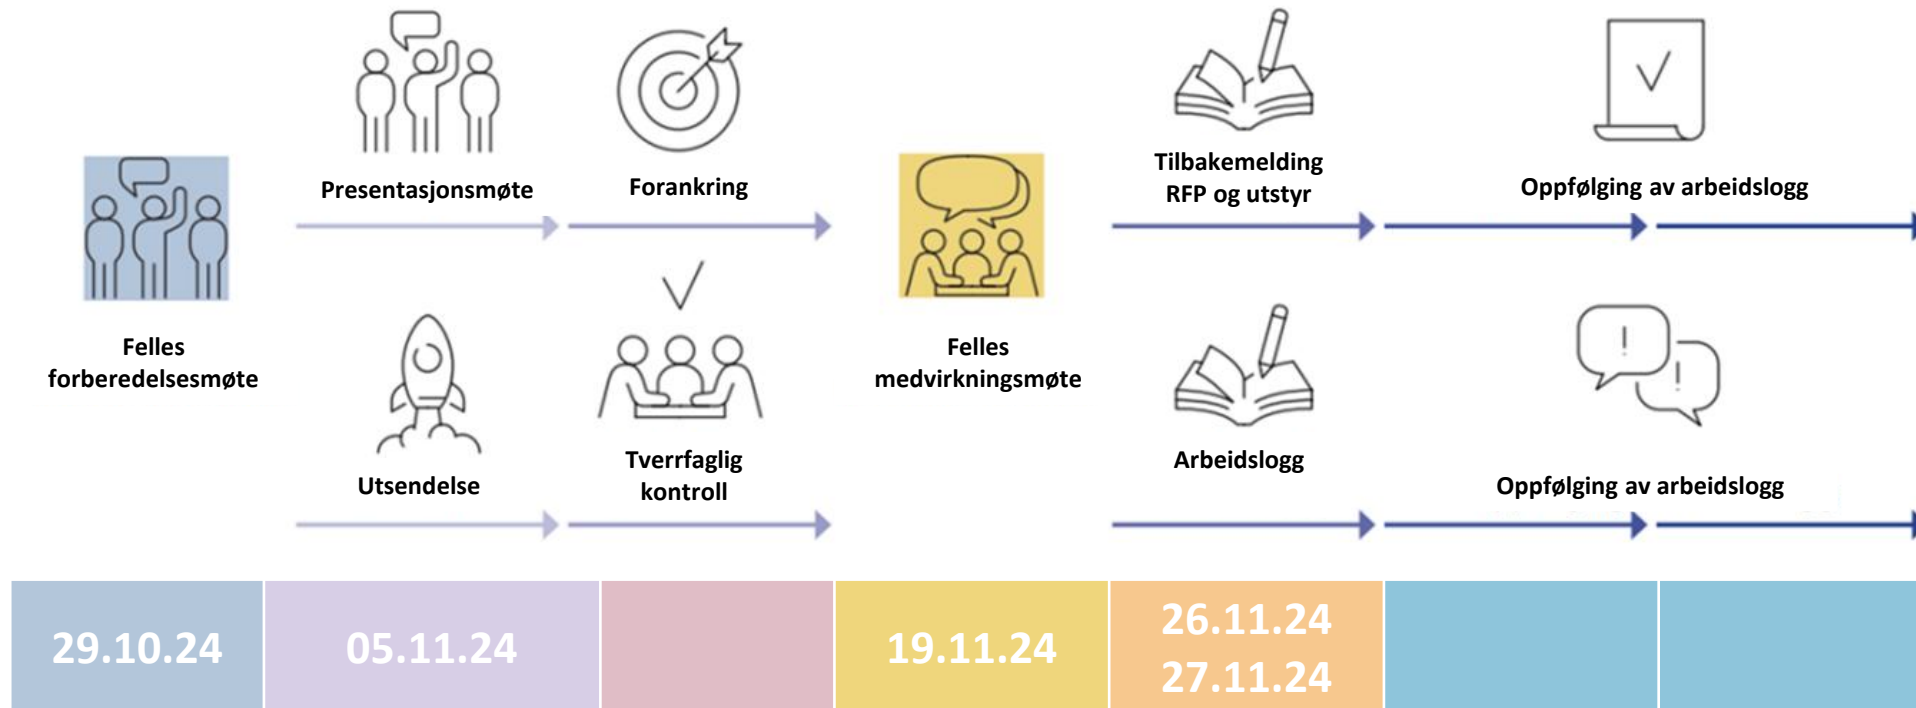 Presentasjonsmøte
Forankring
Tilbakemelding
RFP og utstyr
Oppfølging av arbeidslogg
Felles
forberedelsesmøte
Felles
medvirkningsmøte
Utsendelse
Tverrfaglig
kontroll
Arbeidslogg
Oppfølging av arbeidslogg
29.10.24
05.11.24
19.11.24
26.11.24
27.11.24